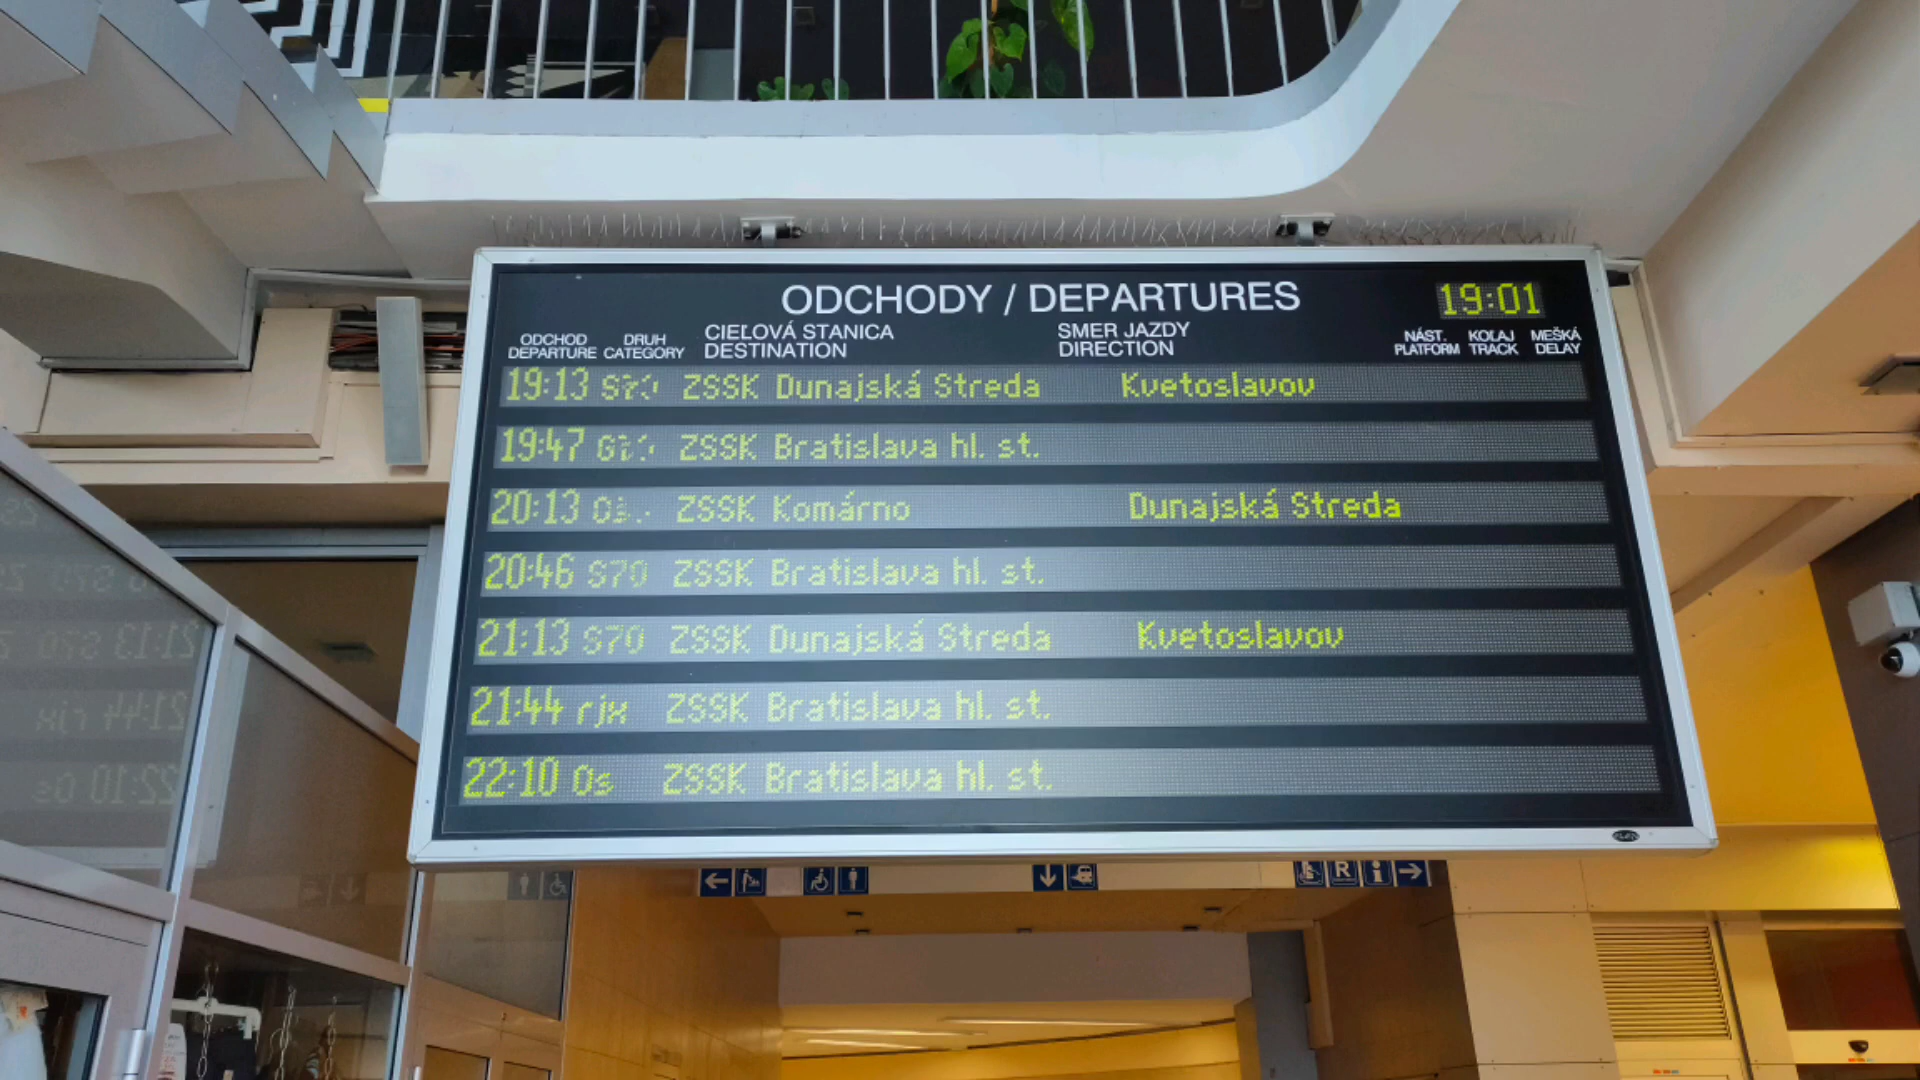 ODCHODY / DEPARTURES 19:01
ODCHOD DRUH CIEĽOVÁ STANICA SMER JAZDY NÁST. KOĽAJ MEŠKÁ
DEPARTURE CATEGORY DESTINATION DIRECTION PLATFORM TRACK DELAY
19:13 ZSSK Dunajská Streda Kvetoslavov
19:47 ZSSK Bratislava hl. st.
20:13 ZSSK Komárno Dunajská Streda
20:46 S70 ZSSK Bratislava hl. st.
21:13 S70 ZSSK Dunajská Streda Kvetoslavov
21:44 rjx ZSSK Bratislava hl. st.
22:10 Os ZSSK Bratislava hl. st.
R i